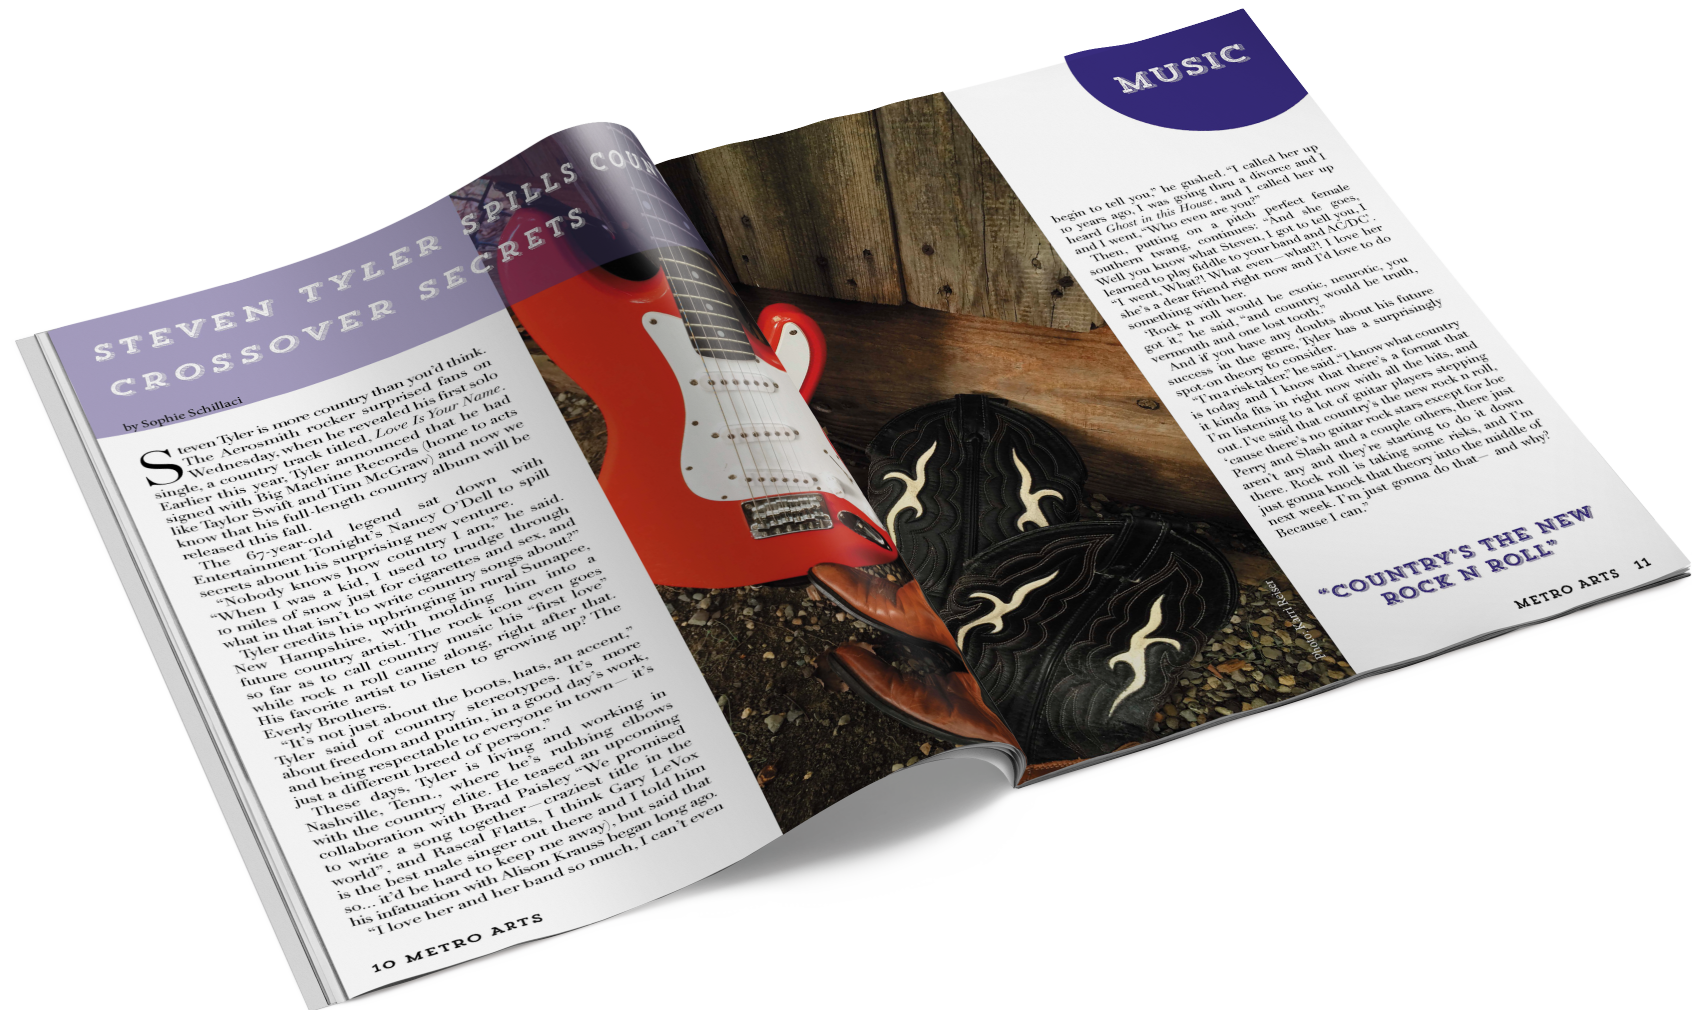 STEVEN TYLER SPILLS COUN
CROSSOVER SECRETS
by Sophie Schillaci
Steven Tyler is more country than you'd think.
The Aerosmith rocker surprised fans on
Wednesday, when he revealed his first solo
single, a country track titled, Love Is Your Name.
Earlier this year, Tyler announced that he had
signed with Big Machine Records (home to acts
like Taylor Swift and Tim McGraw) and now we
know that his full-length country album will be
released this fall.
The 67-year-old legend sat down with
Entertainment Tonight's Nancy O'Dell to spill
secrets about his surprising new venture.
“Nobody knows how country I am,” he said.
“When I was a kid, I used to trudge through
10 miles of snow just for cigarettes and sex, and
what in that isn't to write country songs about?”
Tyler credits his upbringing in rural Sunapee,
New Hampshire, with molding him into a
future country artist. The rock icon even goes
so far as to call country music his “first love”
while rock n roll came along, right after that.
His favorite artist to listen to growing up? The
Everly Brothers.
“It's not just about the boots, hats, an accent,”
Tyler said of country stereotypes. It's more
about freedom and puttin, in a good day's work,
and being respectable to everyone in town— it's
just a different breed of person.”
These days, Tyler is living and working in
Nashville, Tenn., where he's rubbing elbows
with the country elite. He teased an upcoming
collaboration with Brad Paisley “We promised
to write a song together—craziest title in the
world”, and Rascal Flatts, I think Gary LeVox
is the best male singer out there and I told him
so... it'd be hard to keep me away), but said that
his infatuation with Alison Krauss began long ago.
“I love her and her band so much, I can't even
10 METRO ARTS
MUSIC
begin to tell you,” he gushed. “I called her up
10 years ago, I was going thru a divorce and I
heard Ghost in this House, and I called her up
and I went, “Who even are you?”
Then, putting on a pitch perfect female
southern twang, continues: “And she goes,
Well you know what Steven, I got to tell you, I
learned to play fiddle to your band and AC/DC'.
“I went, What?! What even—what?! I love her
she's a dear friend right now and I'd love to do
something with her.
‘Rock n roll would be exotic, neurotic, you
got it,” he said, “and country would be truth,
vermouth and one lost tooth.”
And if you have any doubts about his future
success in the genre, Tyler has a surprisingly
spot-on theory to consider.
“I'm a risk taker,” he said. “I know what country
is today and I know that there's a format that
it kinda fits in right now with all the hits, and
I'm listening to a lot of guitar players stepping
out. I've said that country's the new rock n roll,
‘cause there's no guitar rock stars except for Joe
Perry and Slash and a couple others, there just
aren't any and they're starting to do it down
there. Rock roll is taking some risks, and I'm
just gonna knock that theory into the middle of
next week. I'm just gonna do that— and why?
Because I can.”
“COUNTRY'S THE NEW
ROCK N ROLL”
Photo: Karri Reiser
METRO ARTS 11